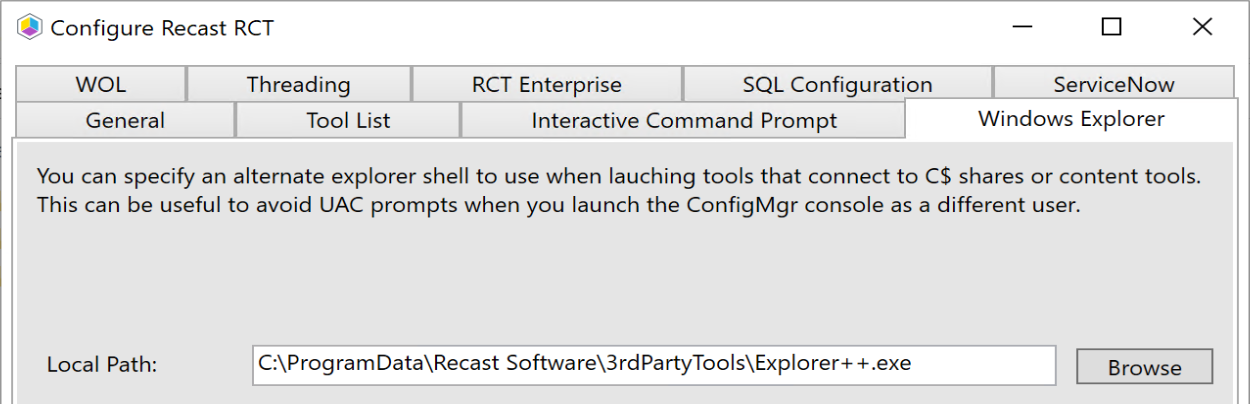 Configure Recast RCT
WOL Threading RCT Enterprise SQL Configuration ServiceNow
General Tool List Interactive Command Prompt Windows Explorer
You can specify an alternate explorer shell to use when lauching tools that connect to C$ shares or content tools.
This can be useful to avoid UAC prompts when you launch the ConfigMgr console as a different user.
Local Path: C:\ProgramData\Recast Software\3rdPartyTools\Explorer++.exe Browse